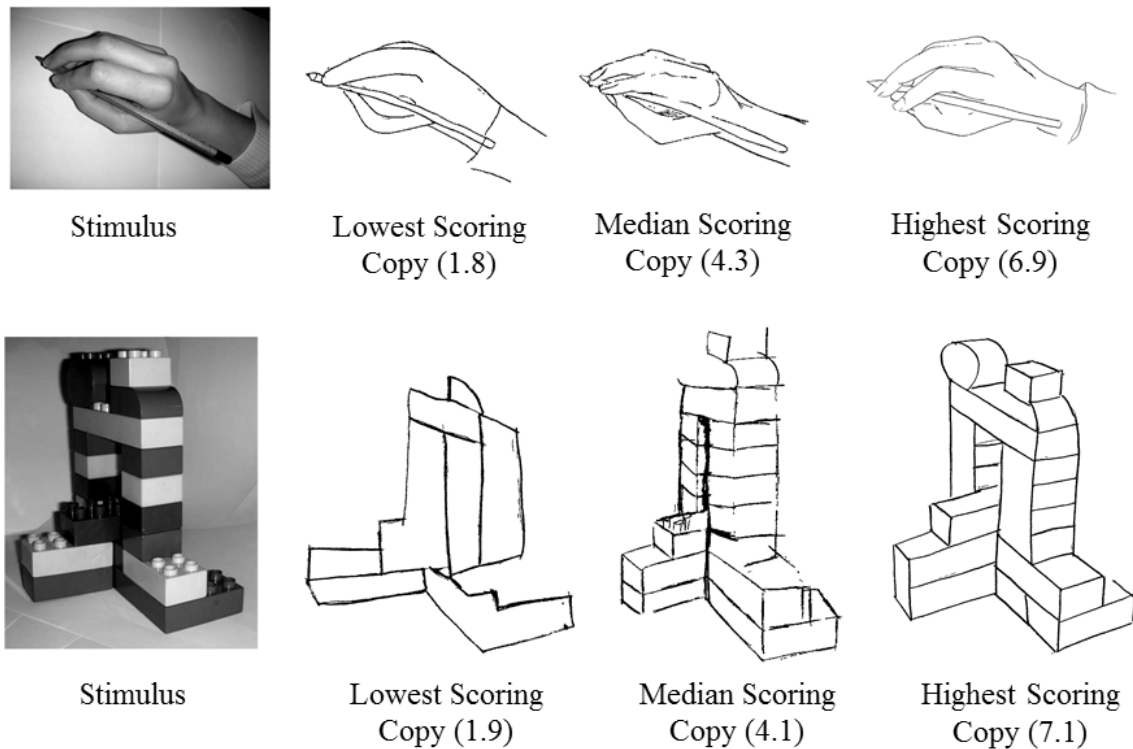 Stimulus
Lowest Scoring
Copy (1.8)
Median Scoring
Copy (4.3)
Highest Scoring
Copy (6.9)
Stimulus
Lowest Scoring
Copy (1.9)
Median Scoring
Copy (4.1)
Highest Scoring
Copy (7.1)